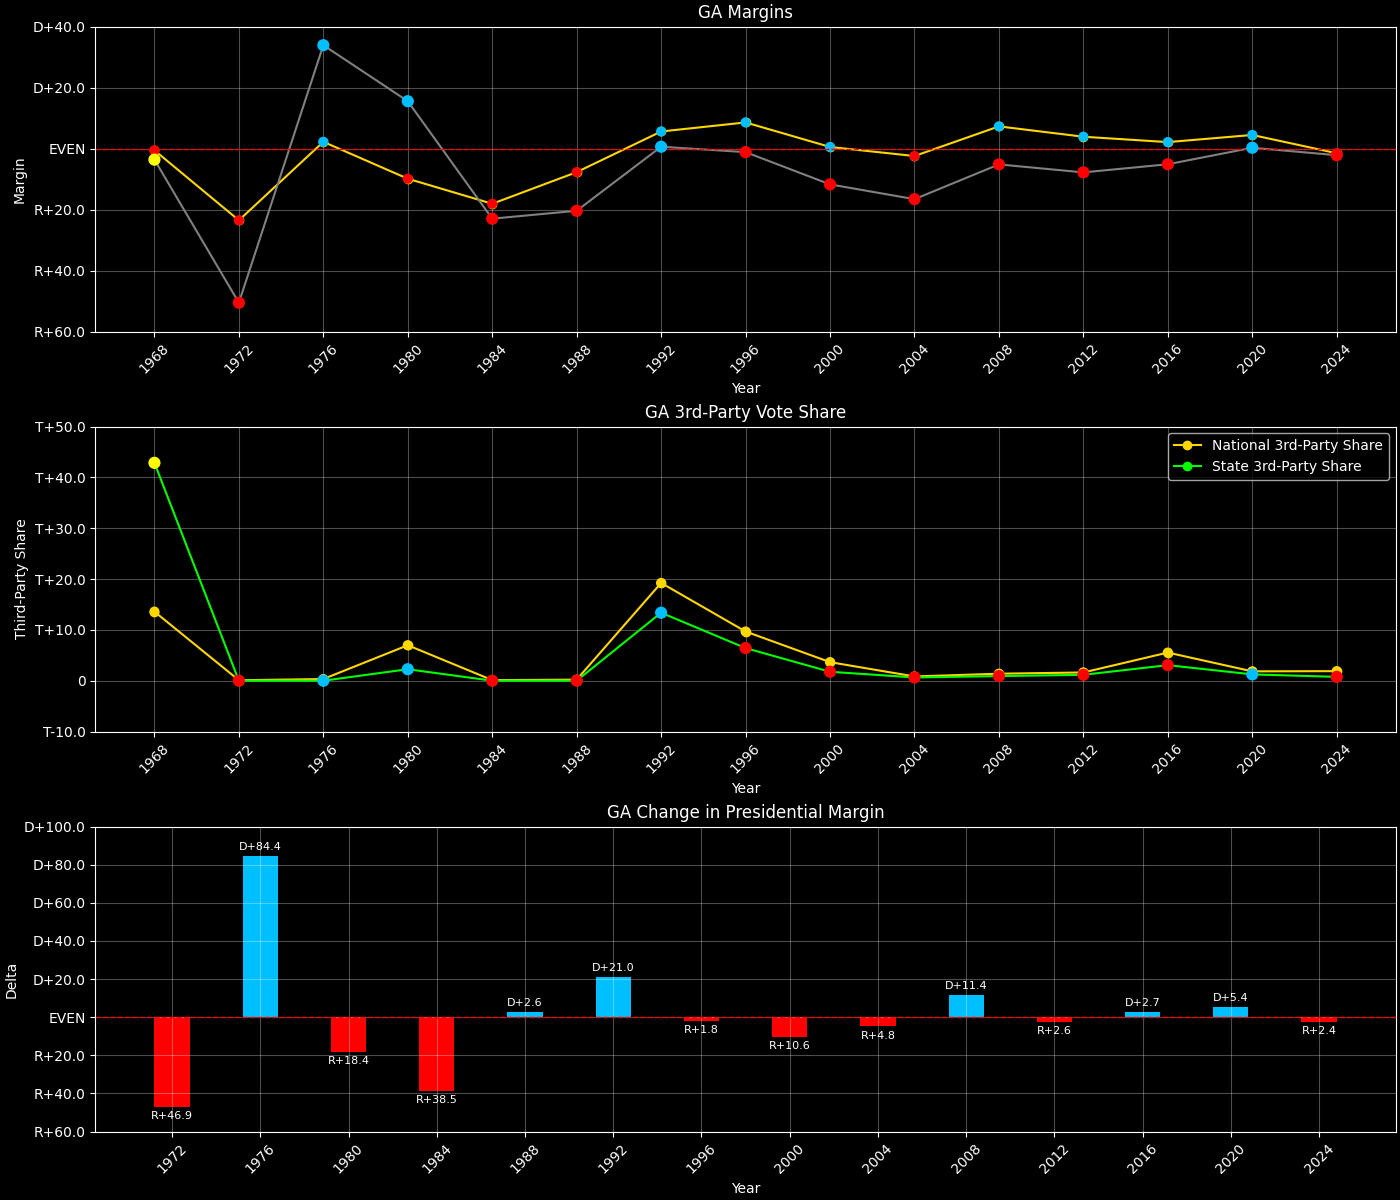 GA Margins
D+40.0
D+20.0
EVEN
R+20.0
R+40.0
R+60.0
Margin
1968 1972 1976 1980 1984 1988 1992 1996 2000 2004 2008 2012 2016 2020 2024
Year
GA 3rd-Party Vote Share
T+50.0
T+40.0
T+30.0
T+20.0
T+10.0
0
T-10.0
Third-Party Share
National 3rd-Party Share
State 3rd-Party Share
1968 1972 1976 1980 1984 1988 1992 1996 2000 2004 2008 2012 2016 2020 2024
Year
GA Change in Presidential Margin
D+100.0
D+80.0
D+60.0
D+40.0
D+20.0
EVEN
R+20.0
R+40.0
R+60.0
Delta
R+46.9
D+84.4
R+18.4
R+38.5
D+2.6
D+21.0
R+1.8
R+10.6
R+4.8
D+11.4
R+2.6
D+2.7
D+5.4
R+2.4
1972 1976 1980 1984 1988 1992 1996 2000 2004 2008 2012 2016 2020 2024
Year